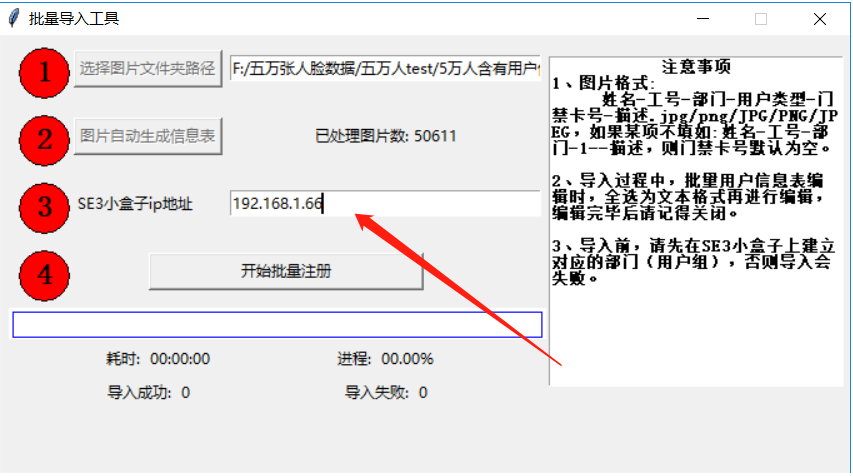 批量导入工具
1 选择图片文件夹路径 F:/五万张人脸数据/五万人test/5万人含有用户
2 图片自动生成信息表 已处理图片数: 50611
3 SE3小盒子ip地址 192.168.1.66
4 开始批量注册
耗时: 00:00:00 进程: 00.00%
导入成功: 0 导入失败: 0
注意事项
1、图片格式:
姓名-工号-部门-用户类型-门
禁卡号-描述.jpg/png/JPG/PNG/JP
EG，如果某项不填如:姓名-工号-部
门-1--描述，则门禁卡号默认为空。
2、导入过程中，批量用户信息表编
辑时，全选为文本格式再进行编辑，
编辑完毕后请记得关闭。
3、导入前，请先在SE3小盒子上建立
对应的部门（用户组），否则导入会
失败。